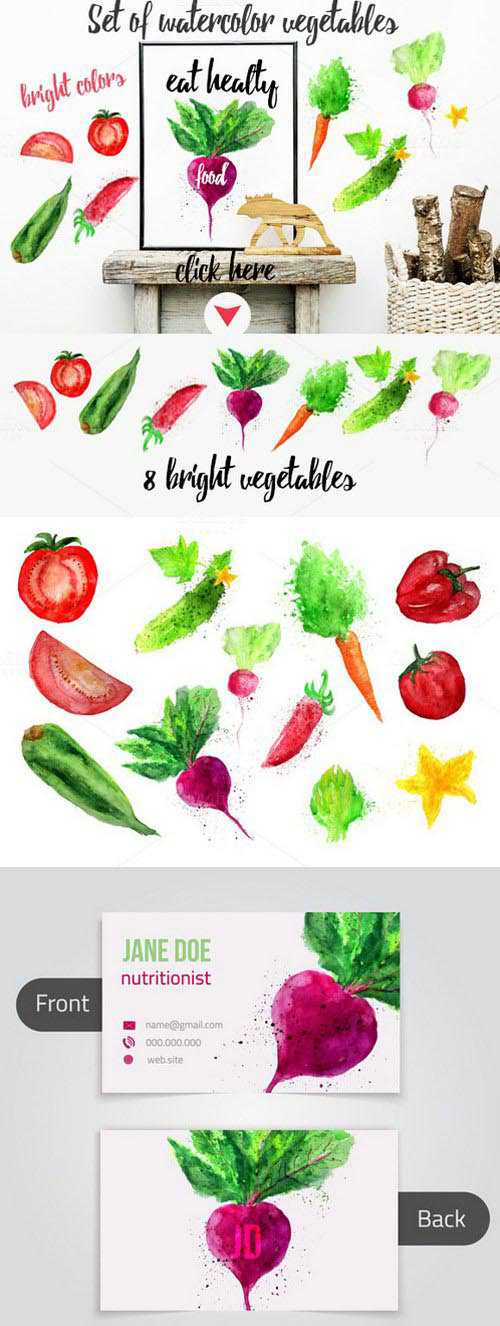 Set of watercolor vegetables
bright colors
eat healty
food
click here
8 bright vegetables
JANE DOE
nutritionist
Front
name@gmail.com
000.000.000
web.site
JD
Back